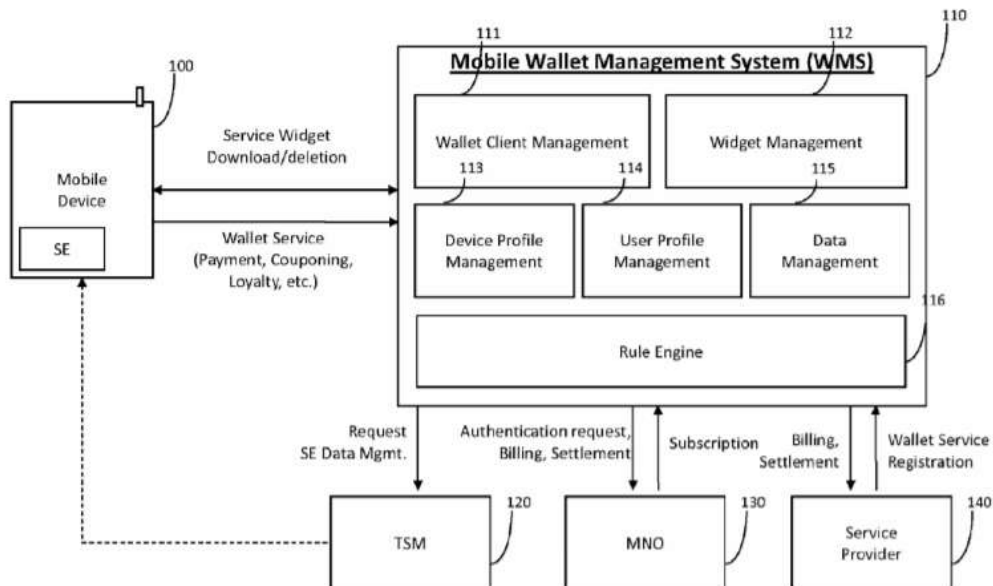 111
112
110
Mobile Wallet Management System (WMS)
100
Service Widget
Download/deletion
Wallet Client Management
Widget Management
Mobile
Device
113
114
115
SE
Wallet Service
(Payment, Couponing,
Loyalty, etc.)
Device Profile
Management
User Profile
Management
Data
Management
116
Rule Engine
Request
SE Data Mgmt.
Authentication request,
Billing, Settlement
Subscription
Billing,
Settlement
Wallet Service
Registration
120
130
140
TSM
MNO
Service
Provider